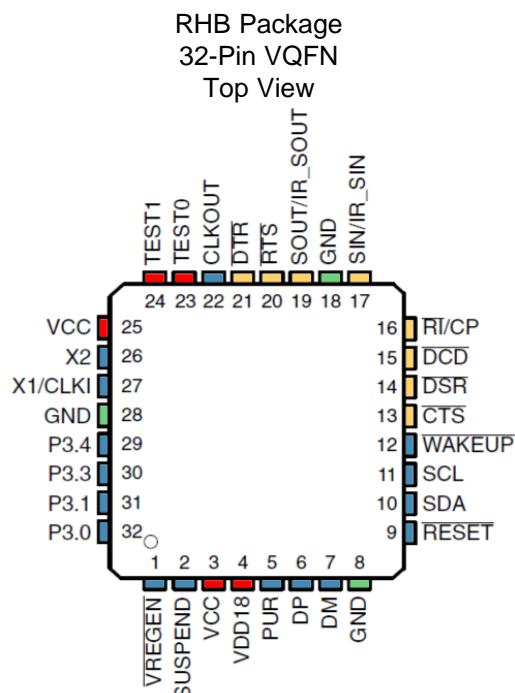 RHB Package
32-Pin VQFN
Top View
TEST1
TEST0
CLKOUT
DTR
RTS
SOUT/IR_SOUT
GND
SIN/IR_SIN
24 23 22 21 20 19 18 17
VCC 25
X2 26
X1/CLKI 27
GND 28
P3.4 29
P3.3 30
P3.1 31
P3.0 32
16 RI/CP
15 DCD
14 DSR
13 CTS
12 WAKEUP
11 SCL
10 SDA
9 RESET
1 2 3 4 5 6 7 8
VREGEN
SUSPEND
VCC
VDD18
PUR
DP
DM
GND